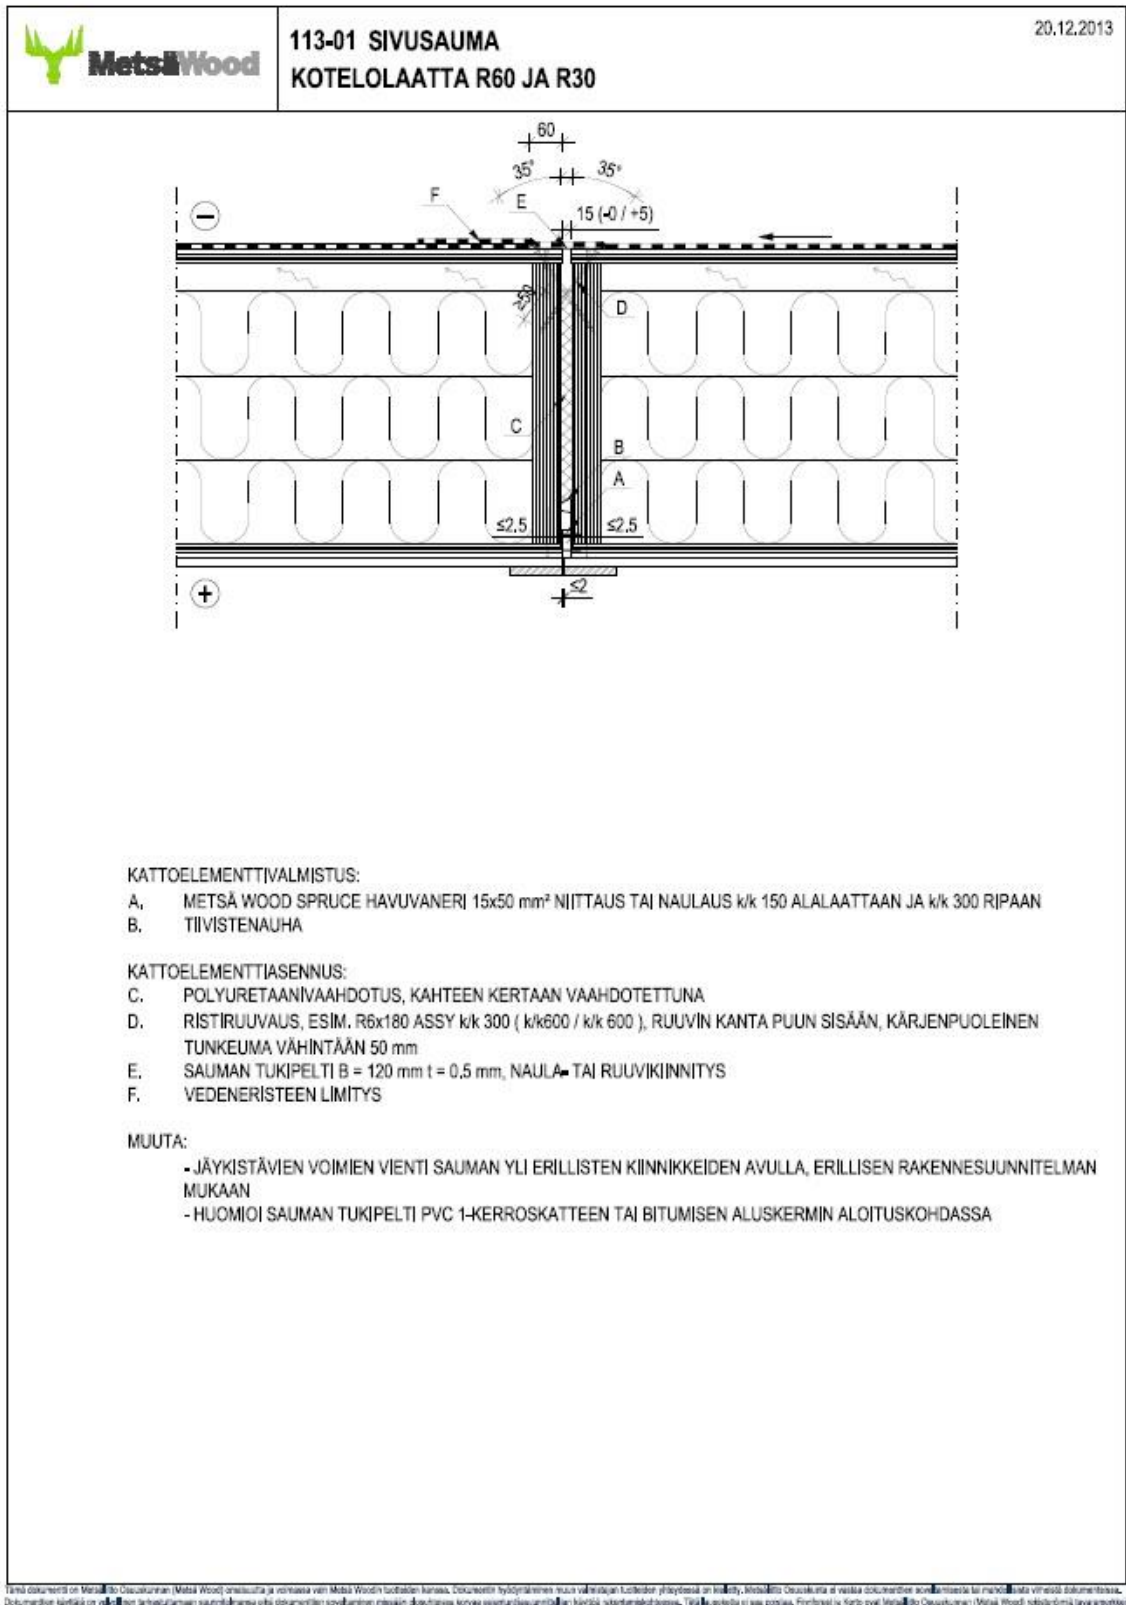 MetsäWood
113-01 SIVUSAUMA
KOTELOLAATTA R60 JA R30
20.12.2013
60
35° 35°
F
E
15 (-0 / +5)
≥50
D
C
B
A
≤2.5 ≤2.5
≤2
KATTOELEMENTTIVALMISTUS:
A. METSÄ WOOD SPRUCE HAVUVANERI 15x50 mm² NIITTAUS TAI NAULAUS k/k 150 ALALAATTAAN JA k/k 300 RIPAAN
B. TIIVISTENAUHA
KATTOELEMENTTIASENNUS:
C. POLYURETAANIVAAHDOTUS, KAHTEEN KERTAAN VAAHDOTETTUNA
D. RISTIRUUVAUS, ESIM. R6x180 ASSY k/k 300 ( k/k600 / k/k 600 ), RUUVIN KANTA PUUN SISÄÄN, KÄRJENPUOLEINEN
TUNKEUMA VÄHINTÄÄN 50 mm
E. SAUMAN TUKIPELTI B = 120 mm t = 0.5 mm, NAULA- TAI RUUVIKIINNITYS
F. VEDENERISTEEN LIMITYS
MUUTA:
- JÄYKISTÄVIEN VOIMIEN VIENTI SAUMAN YLI ERILLISTEN KIINNIKKEIDEN AVULLA, ERILLISEN RAKENNESUUNNITELMAN
MUKAAN
- HUOMIOI SAUMAN TUKIPELTI PVC 1-KERROSKATTEEN TAI BITUMISEN ALUSKERMIN ALOITUSKOHDASSA